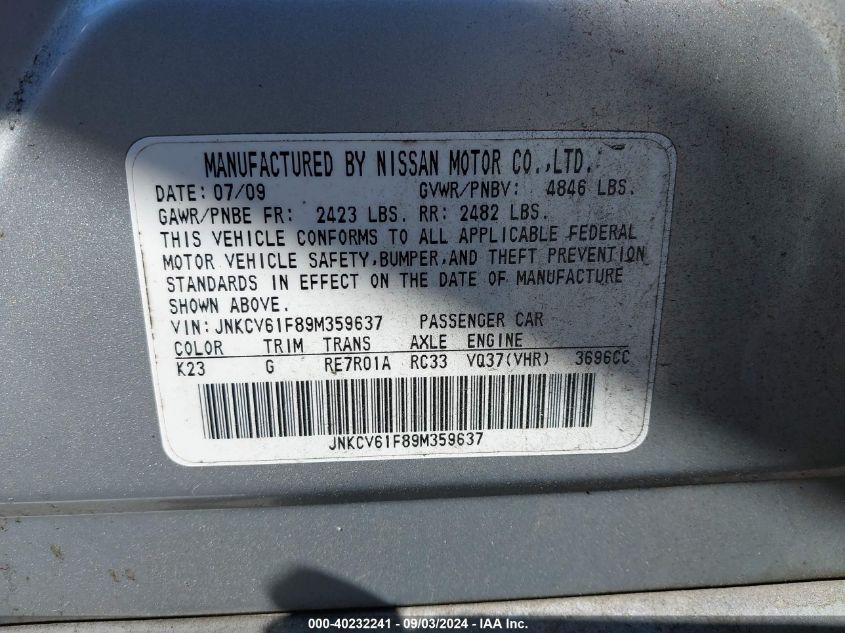 MANUFACTURED BY NISSAN MOTOR CO.,LTD.
DATE: 07/09 GVWR/PNBV: 4846 LBS.
GAWR/PNBE FR: 2423 LBS. RR: 2482 LBS.
THIS VEHICLE CONFORMS TO ALL APPLICABLE FEDERAL
MOTOR VEHICLE SAFETY,BUMPER,AND THEFT PREVENTION
STANDARDS IN EFFECT ON THE DATE OF MANUFACTURE
SHOWN ABOVE.
VIN:JNKCV61F89M359637 PASSENGER CAR
COLOR TRIM TRANS AXLE ENGINE
K23 G RE7R01A RC33 VQ37(VHR) 3696CC
JNKCV61F89M359637
000-40232241 - 09/03/2024 - IAAI.com